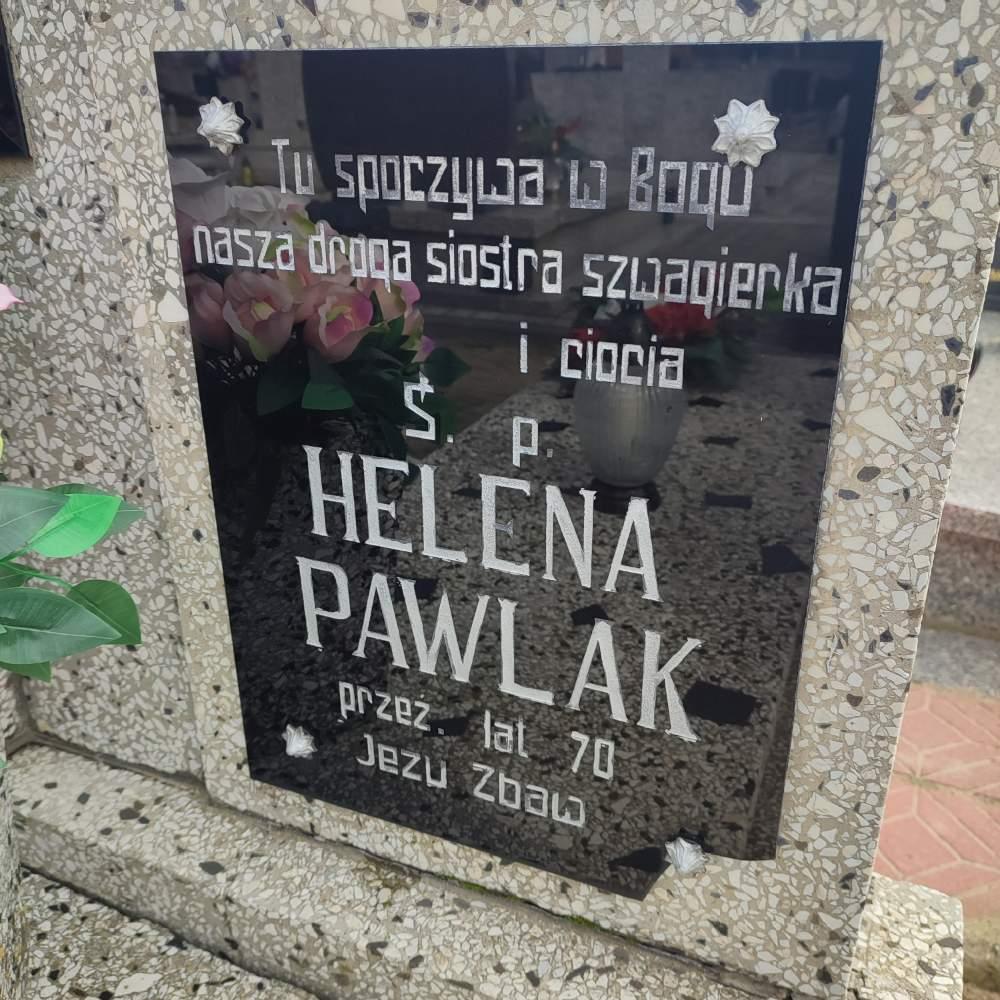 Tu spoczywa w Bogu
nasza droga siostra szwagierka
i ciocia
Ś. p.
HELENA
PAWLAK
przeż. lat 70
Jezu Zbaw